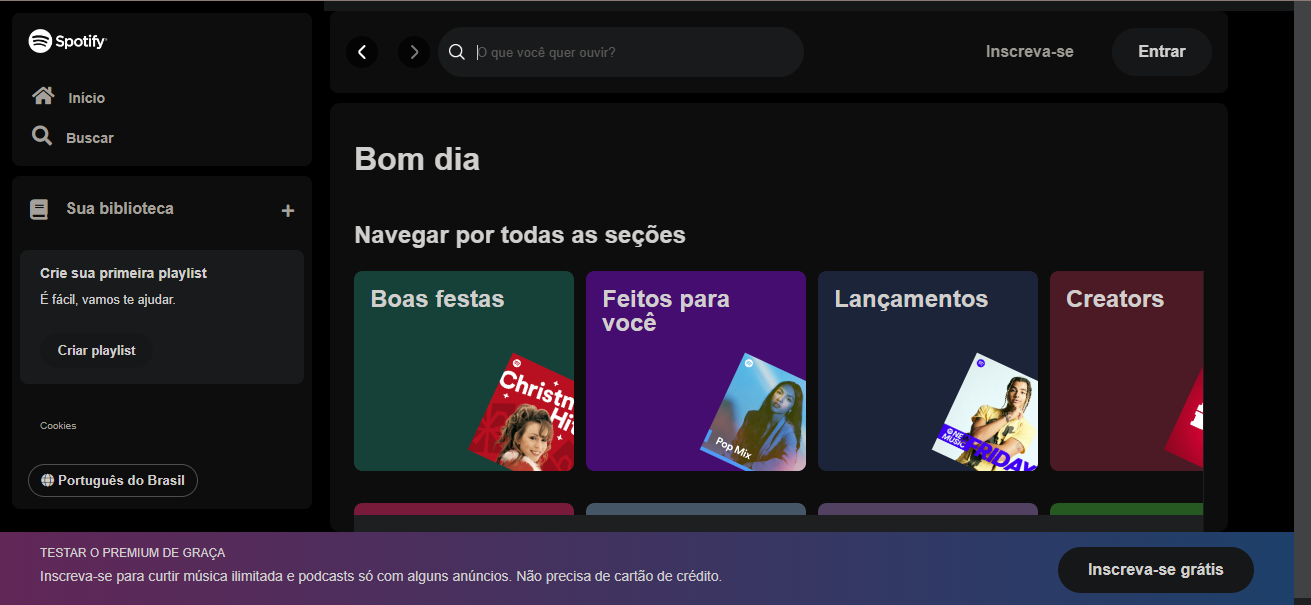 Spotify
Início
Buscar
Sua biblioteca
+
Crie sua primeira playlist
É fácil, vamos te ajudar.
Criar playlist
Cookies
Português do Brasil
O que você quer ouvir?
Inscreva-se
Entrar
Bom dia
Navegar por todas as seções
Boas festas
Christm
Hit
Feitos para
você
Pop Mix
Lançamentos
NE
MUSIC
FRIDAY
Creators
TESTAR O PREMIUM DE GRAÇA
Inscreva-se para curtir música ilimitada e podcasts só com alguns anúncios. Não precisa de cartão de crédito.
Inscreva-se grátis